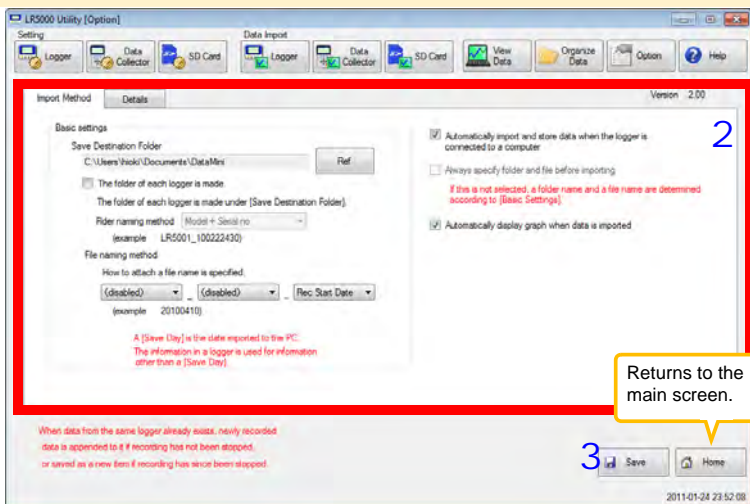 LR5000 Utility [Option]
Setting
Data Import
Logger
Data Collector
SD Card
Logger
Data Collector
SD Card
View Data
Organize Data
Option
Help
Import Method
Details
Version 2.00
2
Basic settings
Save Destination Folder
C:\Users\hioki\Documents\DataMini
Ref
The folder of each logger is made.
The folder of each logger is made under [Save Destination Folder].
Flder naming method
Model + Serial no
(example LR5001_100222430)
File naming method
How to attach a file name is specified.
(disabled) _ (disabled) _ Rec Start Date
(example 20100410)
A [Save Day] is the date imported to the PC.
The information in a logger is used for information
other than a [Save Day].
Automatically import and store data when the logger is
connected to a computer
Always specify folder and file before importing.
If this is not selected, a folder name and a file name are determined
according to [Basic Setttings].
Automatically display graph when data is imported
Returns to the
main screen.
When data from the same logger already exists, newly recorded
data is appended to it if recording has not been stopped,
or saved as a new item if recording has since been stopped.
3
Save
Home
2011-01-24 23:52:08